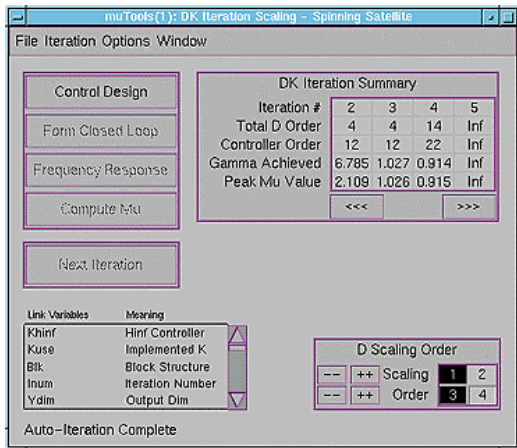 muTools(1): DK Iteration Scaling - Spinning Satellite
File Iteration Options Window
Control Design
Form Closed Loop
Frequency Response
Compute Mu
Next Iteration
DK Iteration Summary
Iteration # 2 3 4 5
Total D Order 4 4 14 Inf
Controller Order 12 12 22 Inf
Gamma Achieved 6.785 1.027 0.914 Inf
Peak Mu Value 2.109 1.026 0.915 Inf
<<< >>>
Link Variables Meaning
Khinf Hinf Controller
Kuse Implemented K
Blk Block Structure
Inum Iteration Number
Ydim Output Dim
D Scaling Order
-- ++ Scaling 1 2
-- ++ Order 3 4
Auto-Iteration Complete